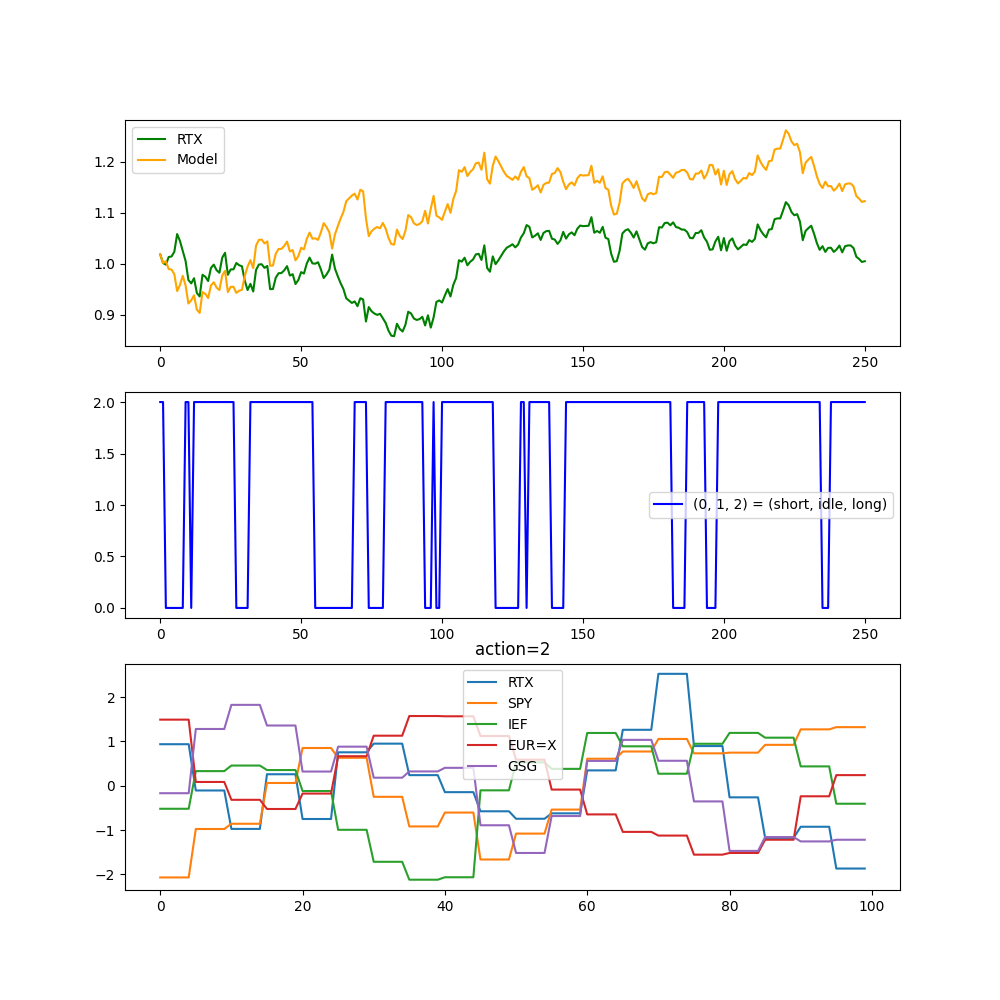 RTX
Model
1.2
1.1
1.0
0.9
0 50 100 150 200 250
2.0
1.5
1.0
0.5
0.0
(0, 1, 2) = (short, idle, long)
0 50 100 150 200 250
action=2
RTX
SPY
IEF
EUR=X
GSG
2
1
0
−1
−2
0 20 40 60 80 100